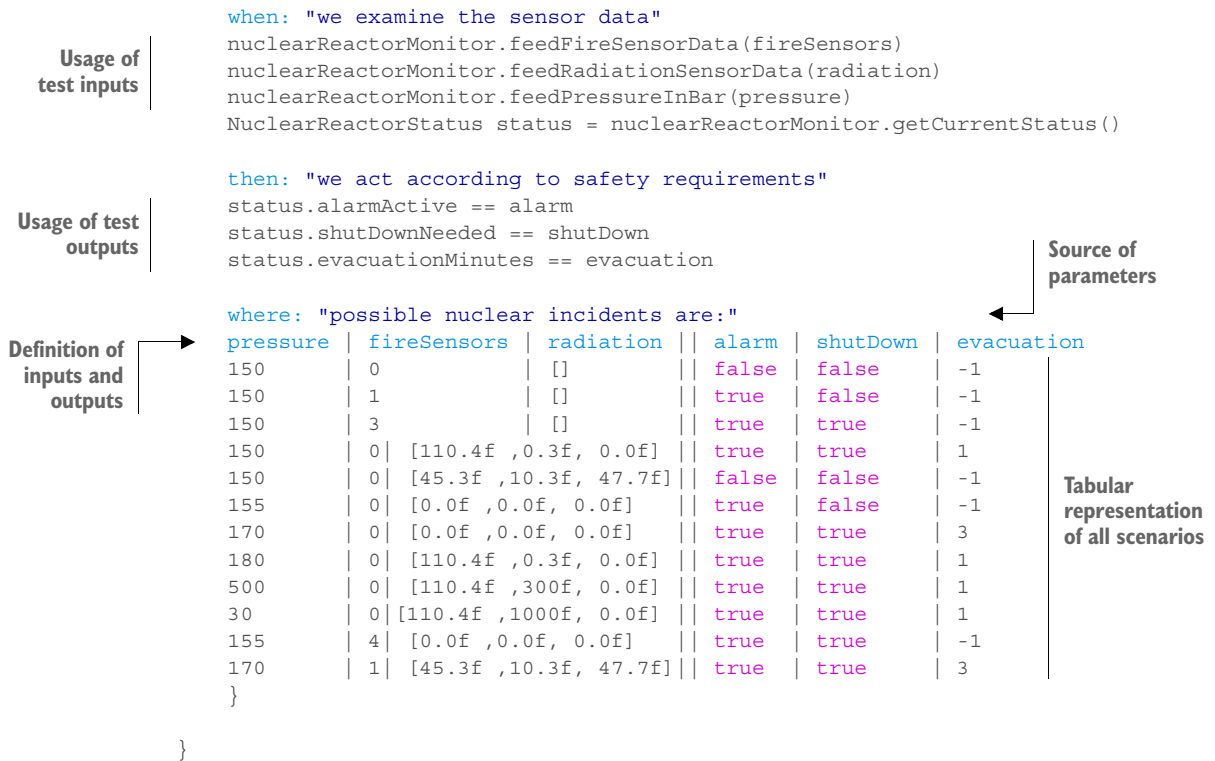 when: "we examine the sensor data"
nuclearReactorMonitor.feedFireSensorData(fireSensors)
nuclearReactorMonitor.feedRadiationSensorData(radiation)
nuclearReactorMonitor.feedPressureInBar(pressure)
NuclearReactorStatus status = nuclearReactorMonitor.getCurrentStatus()
Usage of
test inputs
then: "we act according to safety requirements"
status.alarmActive == alarm
status.shutDownNeeded == shutDown
status.evacuationMinutes == evacuation
Usage of test
outputs
Source of
parameters
where: "possible nuclear incidents are:"
Definition of
inputs and
outputs
pressure | fireSensors | radiation || alarm | shutDown | evacuation
150 | 0 | [] || false | false | -1
150 | 1 | [] || true | false | -1
150 | 3 | [] || true | true | -1
150 | 0| [110.4f ,0.3f, 0.0f] || true | true | 1
150 | 0| [45.3f ,10.3f, 47.7f]|| false | false | -1
155 | 0| [0.0f ,0.0f, 0.0f] || true | false | -1
170 | 0| [0.0f ,0.0f, 0.0f] || true | true | 3
180 | 0| [110.4f ,0.3f, 0.0f] || true | true | 1
500 | 0| [110.4f ,300f, 0.0f] || true | true | 1
30 | 0|[110.4f ,1000f, 0.0f] || true | true | 1
155 | 4| [0.0f ,0.0f, 0.0f] || true | true | -1
170 | 1| [45.3f ,10.3f, 47.7f]|| true | true | 3
Tabular
representation
of all scenarios
}
}